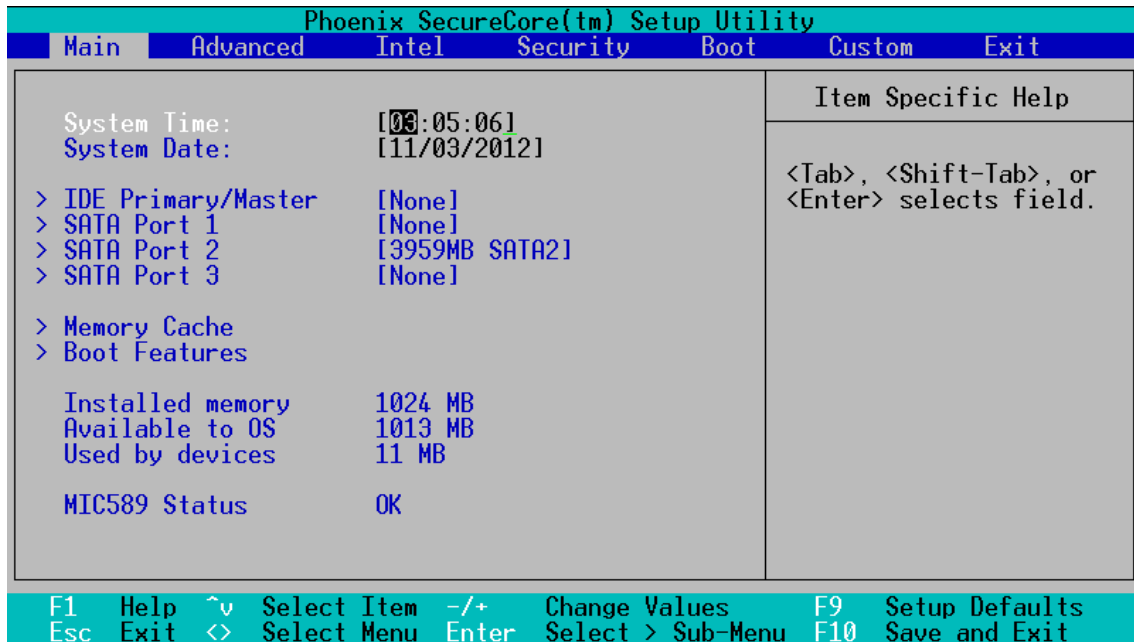 Phoenix SecureCore(tm) Setup Utility
Main Advanced Intel Security Boot Custom Exit
System Time: [03:05:06]
System Date: [11/03/2012]
> IDE Primary/Master [None]
> SATA Port 1 [None]
> SATA Port 2 [3959MB SATA2]
> SATA Port 3 [None]
> Memory Cache
> Boot Features
Installed memory 1024 MB
Available to OS 1013 MB
Used by devices 11 MB
MIC589 Status OK
Item Specific Help
<Tab>, <Shift-Tab>, or
<Enter> selects field.
F1 Help ^v Select Item -/+ Change Values F9 Setup Defaults
Esc Exit <> Select Menu Enter Select > Sub-Menu F10 Save and Exit